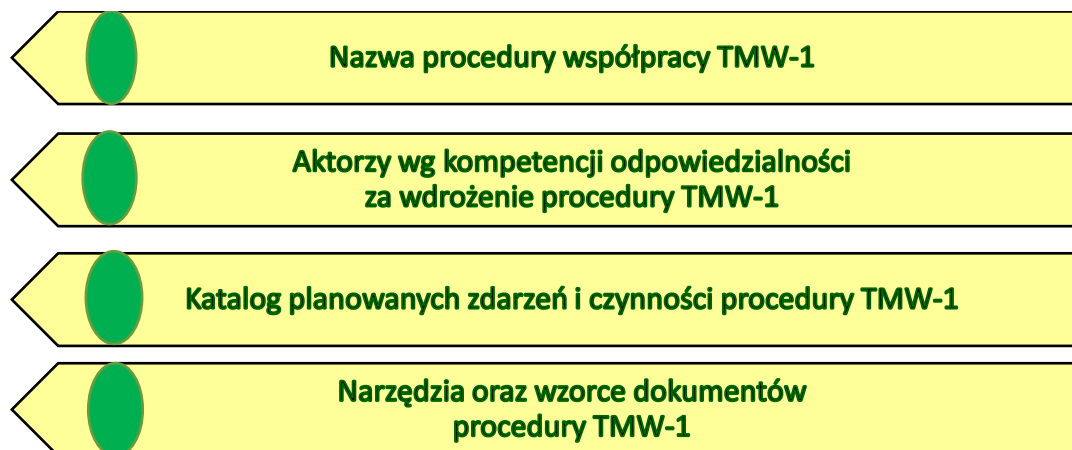 Nazwa procedury współpracy TMW-1
Aktorzy wg kompetencji odpowiedzialności
za wdrożenie procedury TMW-1
Katalog planowanych zdarzeń i czynności procedury TMW-1
Narzędzia oraz wzorce dokumentów
procedury TMW-1